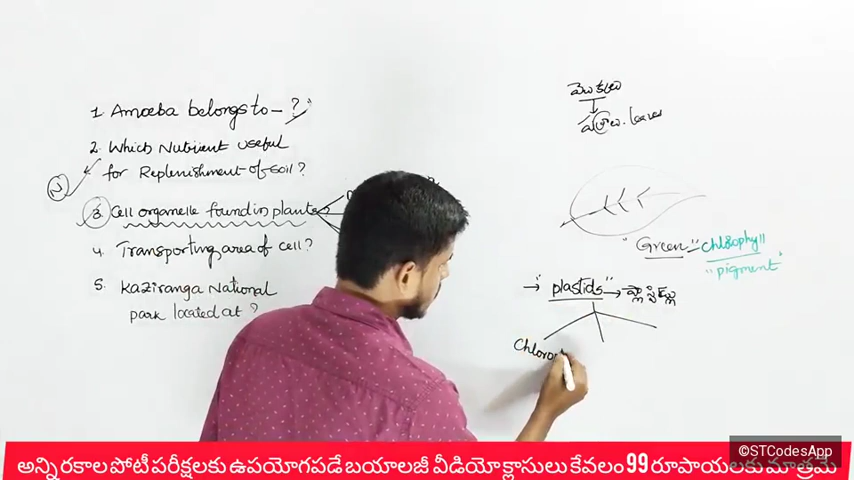 1. Amoeba belongs to - ?
2. Which Nutrient useful
for Replenishment of Soil?
N
3. Cell organelle found in plants
4. Transporting area of cell?
5. Kaziranga National
park located at ?
మొక్కలు
పత్రాలు. leaves
"Green" = chlorophyll
"pigment"
→ "plastids" → ప్లాస్టిడ్లు
©STCodesApp
అన్ని రకాల పోటీ పరీక్షలకు ఉపయోగపడే బయాలజీ వీడియో క్లాసులు కేవలం 99 రూపాయలకు మాత్రమే